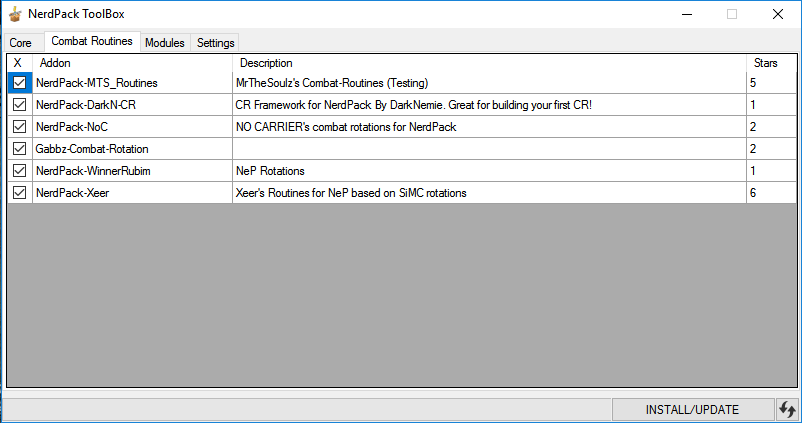 NerdPack ToolBox
Core Combat Routines Modules Settings
X Addon Description Stars
NerdPack-MTS_Routines MrTheSoulz's Combat-Routines (Testing) 5
NerdPack-DarkN-CR CR Framework for NerdPack By DarkNemie. Great for building your first CR! 1
NerdPack-NoC NO CARRIER's combat rotations for NerdPack 2
Gabbz-Combat-Rotation 2
NerdPack-WinnerRubim NeP Rotations 1
NerdPack-Xeer Xeer's Routines for NeP based on SiMC rotations 6
INSTALL/UPDATE